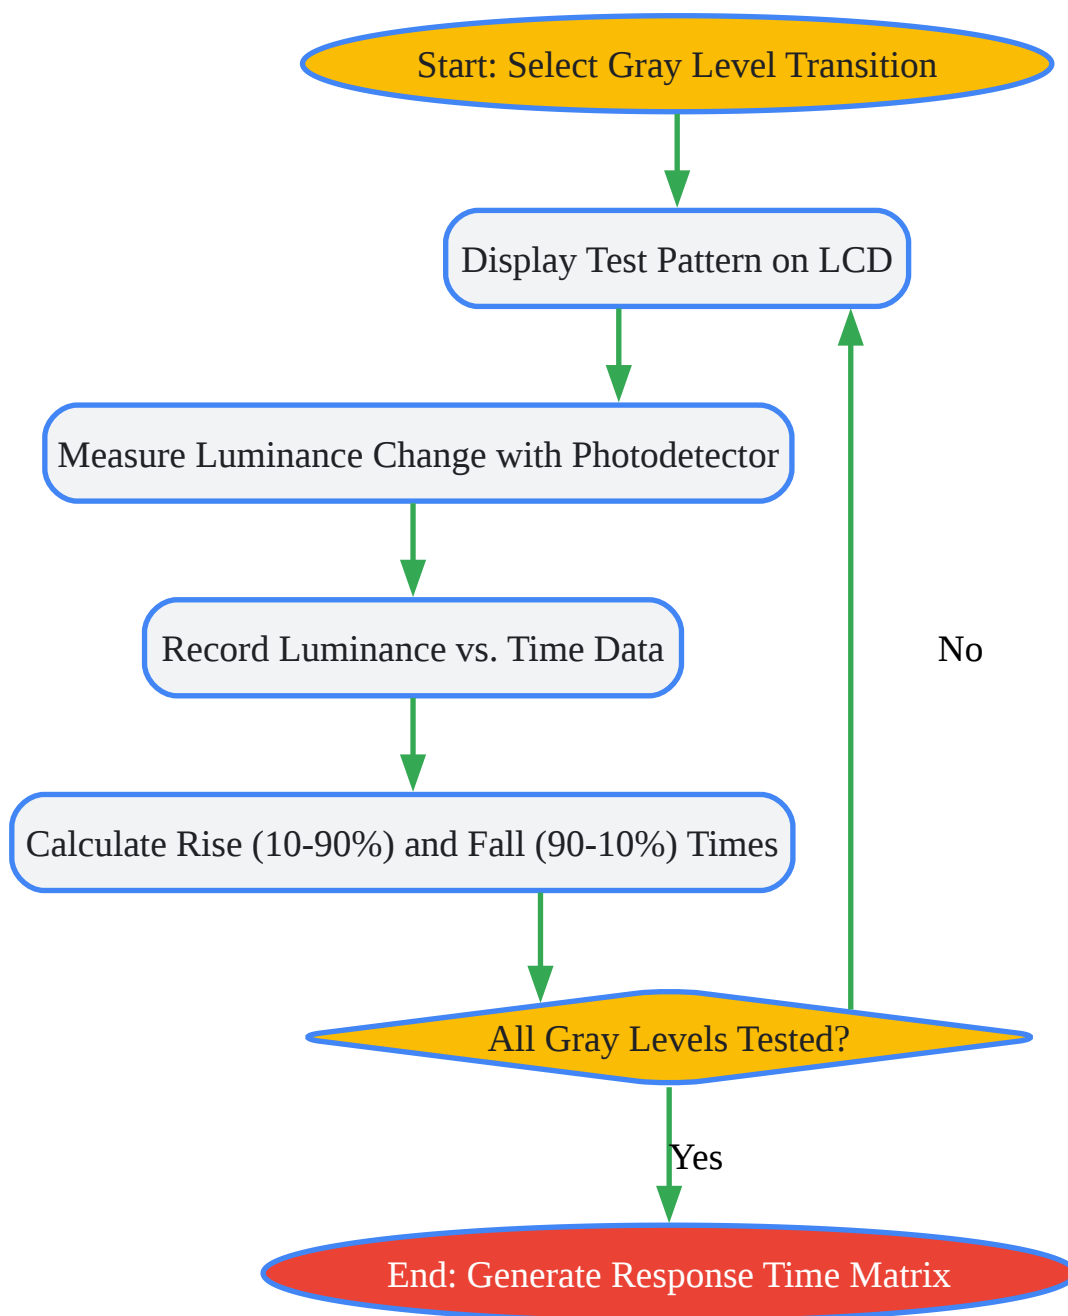 Start: Select Gray Level Transition
Display Test Pattern on LCD
Measure Luminance Change with Photodetector
Record Luminance vs. Time Data
No
Calculate Rise (10-90%) and Fall (90-10%) Times
All Gray Levels Tested?
Yes
End: Generate Response Time Matrix